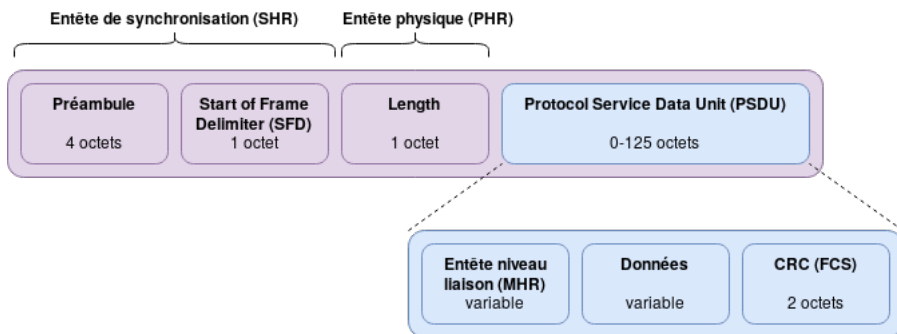 Entête de synchronisation (SHR)
Entête physique (PHR)
Préambule
4 octets
Start of Frame
Delimiter (SFD)
1 octet
Length
1 octet
Protocol Service Data Unit (PSDU)
0-125 octets
Entête niveau
liaison (MHR)
variable
Données
variable
CRC (FCS)
2 octets